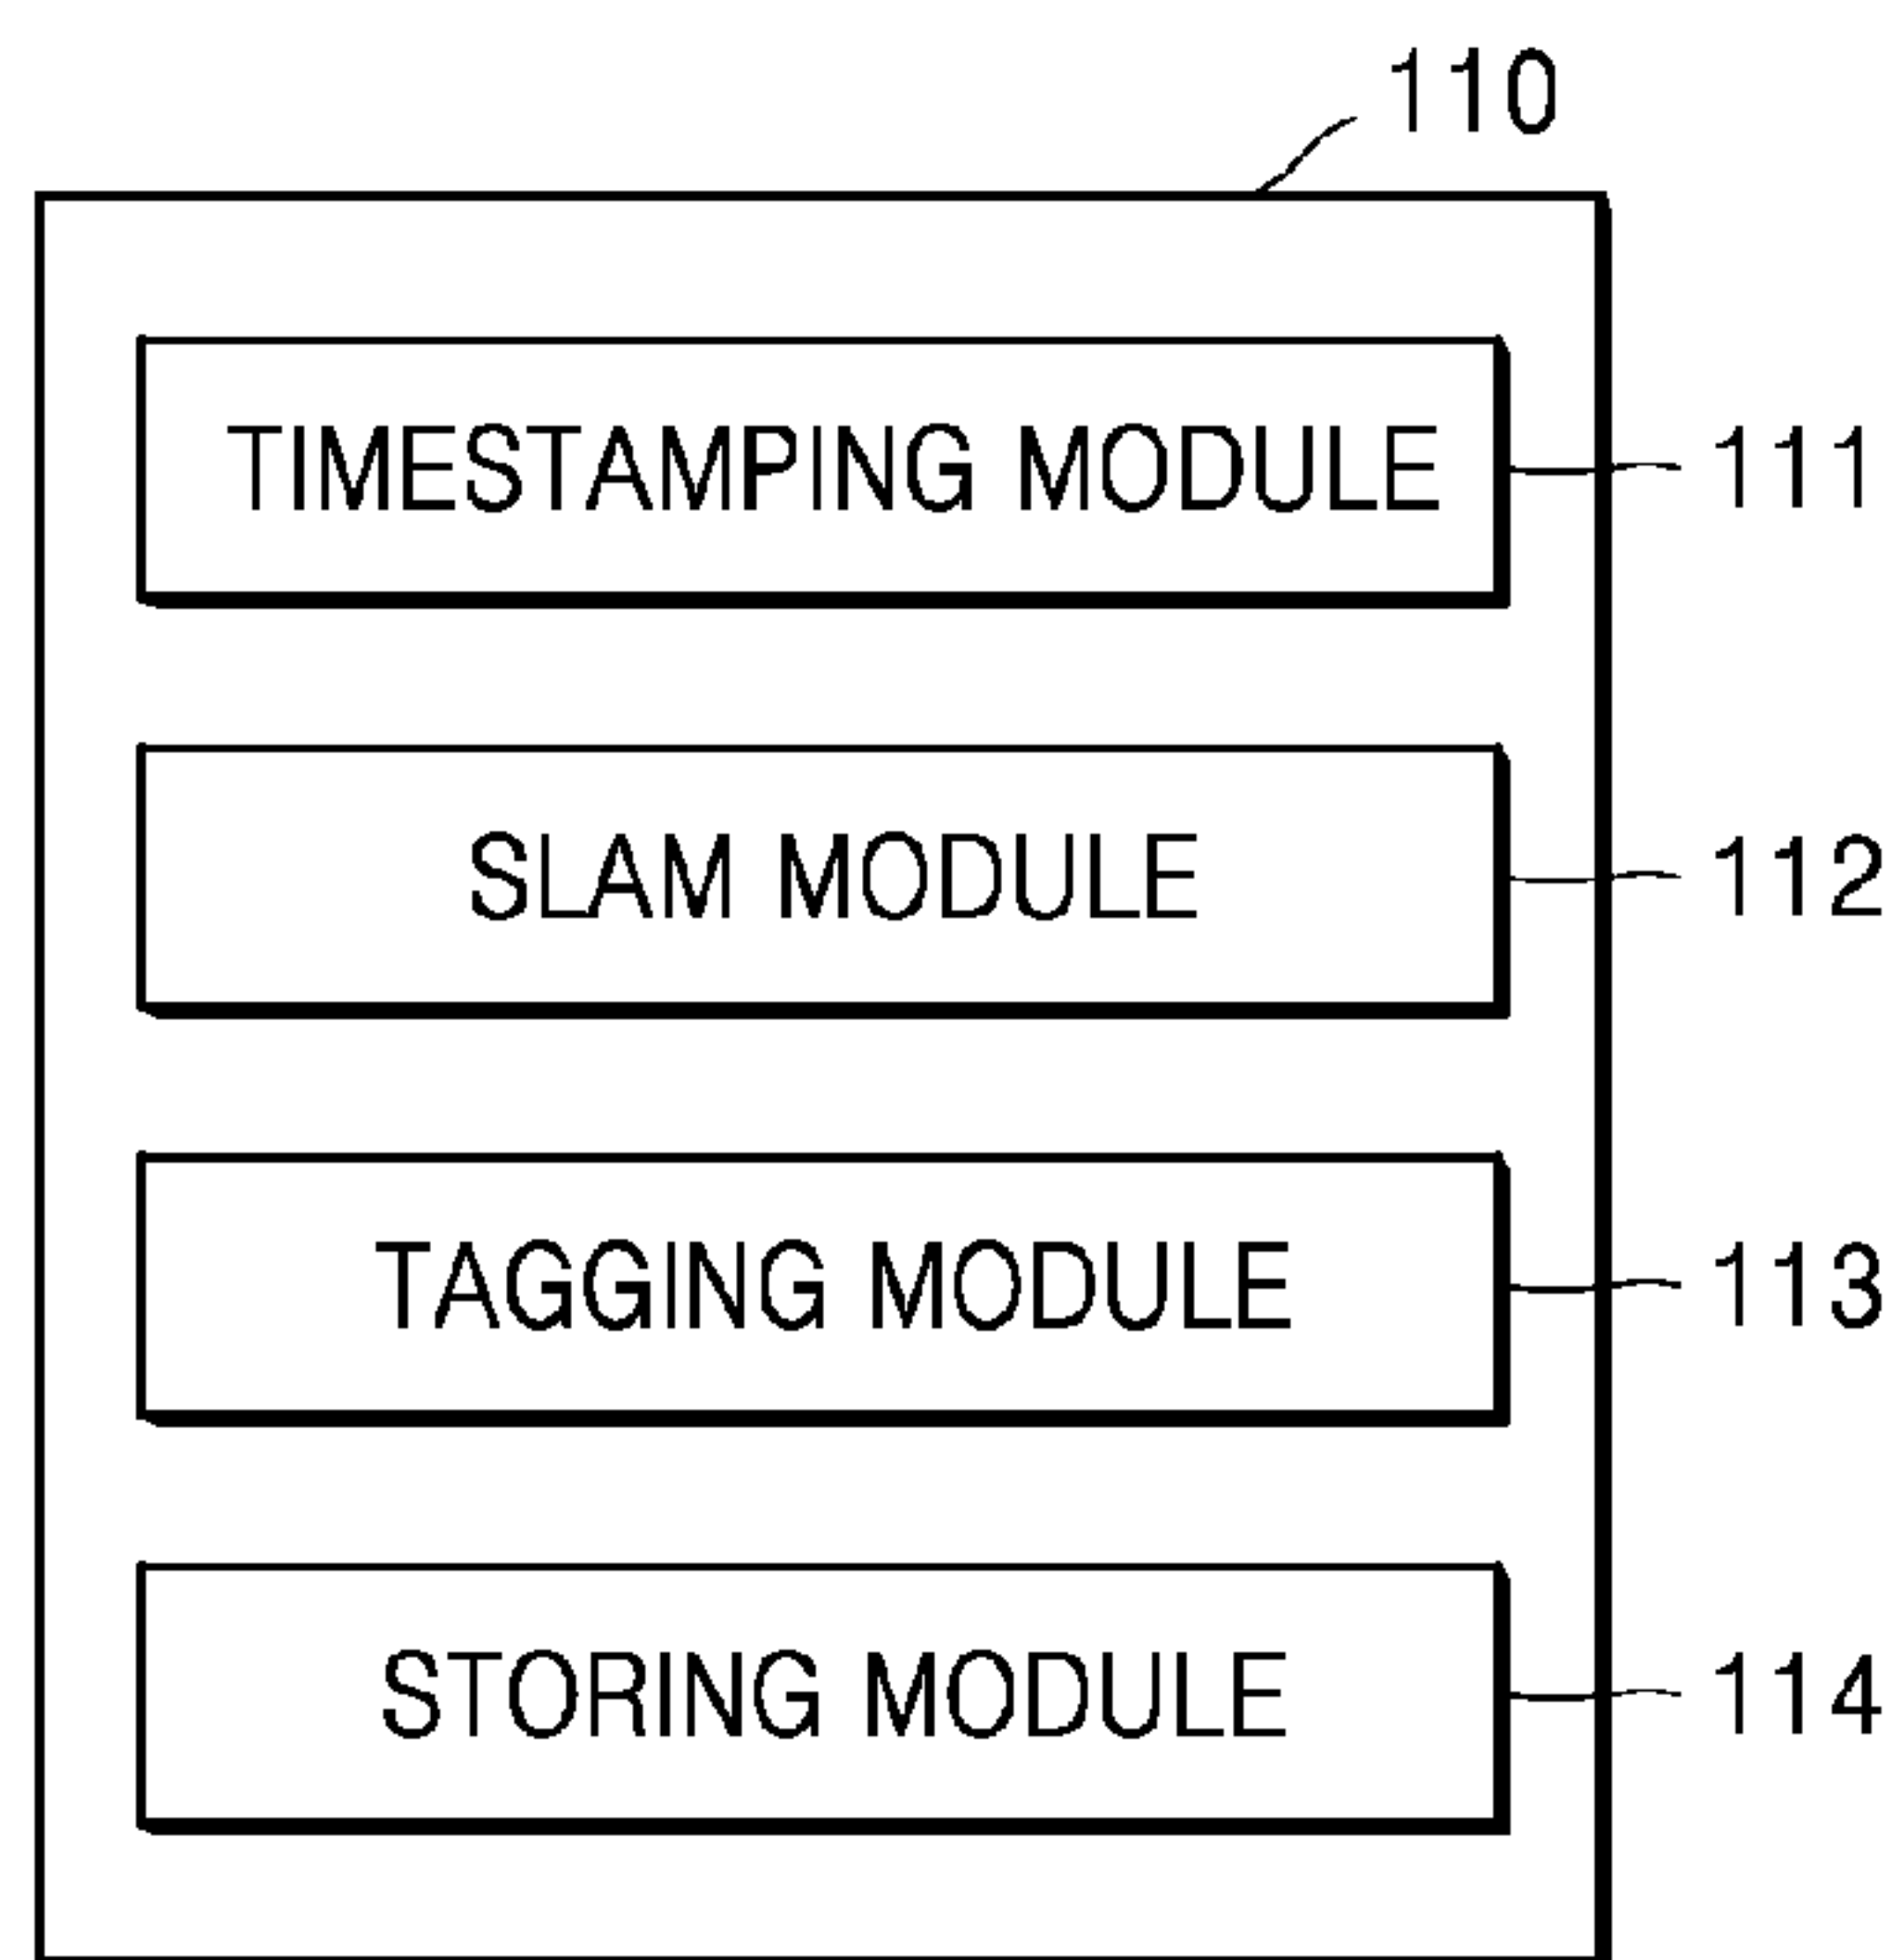 110
TIMESTAMPING MODULE 111
SLAM MODULE 112
TAGGING MODULE 113
STORING MODULE 114